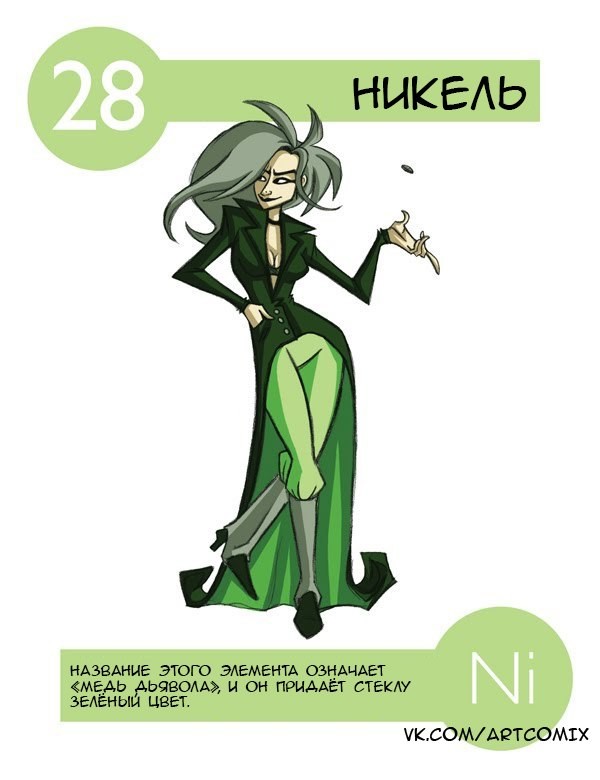 28
НИКЕЛЬ
НАЗВАНИЕ ЭТОГО ЭЛЕМЕНТА ОЗНАЧАЕТ
«МЕДЬ ДЬЯВОЛА», И ОН ПРИДАЁТ СТЕКЛУ
ЗЕЛЁНЫЙ ЦВЕТ.
Ni
VK.COM/ARTCOMIX